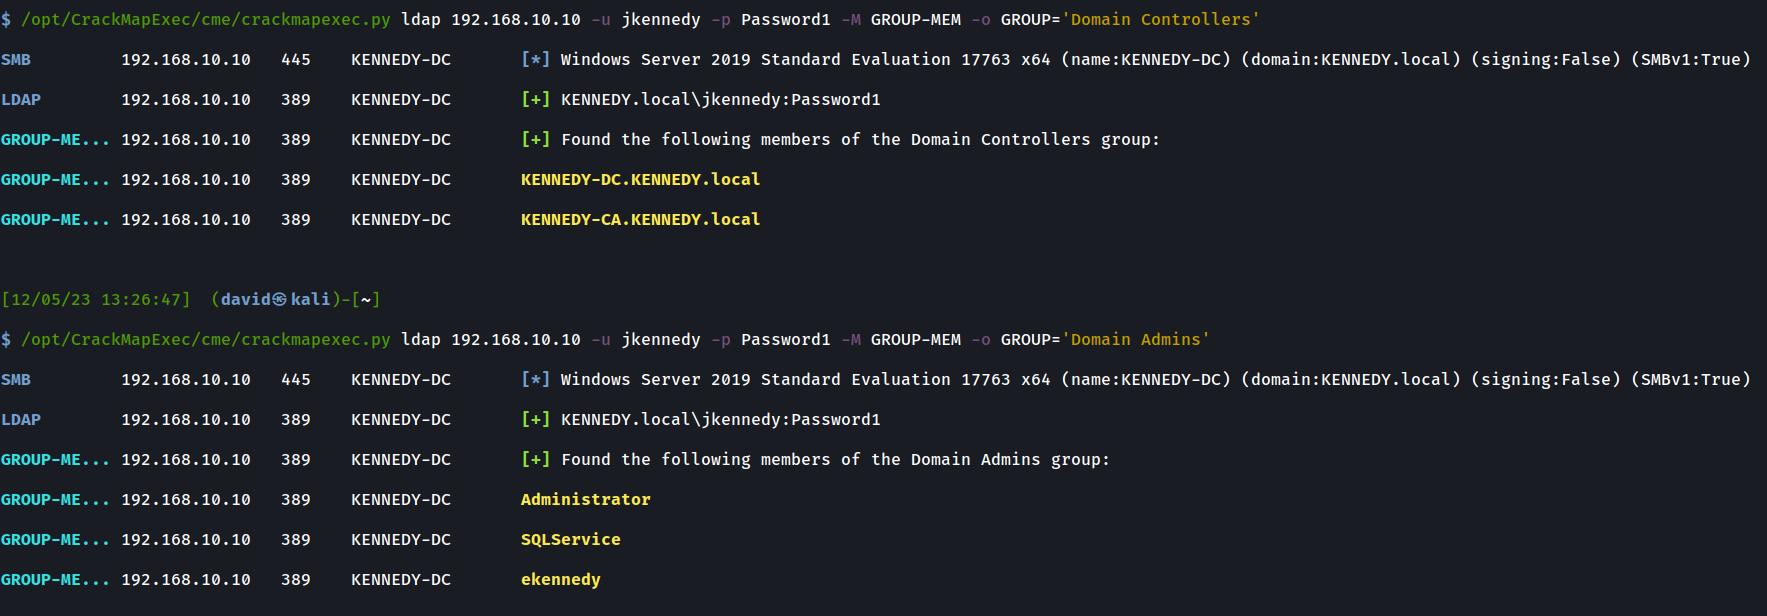 $ /opt/CrackMapExec/cme/crackmapexec.py ldap 192.168.10.10 -u jkennedy -p Password1 -M GROUP-MEM -o GROUP='Domain Controllers'
SMB 192.168.10.10 445 KENNEDY-DC [*] Windows Server 2019 Standard Evaluation 17763 x64 (name:KENNEDY-DC) (domain:KENNEDY.local) (signing:False) (SMBv1:True)
LDAP 192.168.10.10 389 KENNEDY-DC [+] KENNEDY.local\jkennedy:Password1
GROUP-ME... 192.168.10.10 389 KENNEDY-DC [+] Found the following members of the Domain Controllers group:
GROUP-ME... 192.168.10.10 389 KENNEDY-DC KENNEDY-DC.KENNEDY.local
GROUP-ME... 192.168.10.10 389 KENNEDY-DC KENNEDY-CA.KENNEDY.local
[12/05/23 13:26:47] (david㉿kali)-[~]
$ /opt/CrackMapExec/cme/crackmapexec.py ldap 192.168.10.10 -u jkennedy -p Password1 -M GROUP-MEM -o GROUP='Domain Admins'
SMB 192.168.10.10 445 KENNEDY-DC [*] Windows Server 2019 Standard Evaluation 17763 x64 (name:KENNEDY-DC) (domain:KENNEDY.local) (signing:False) (SMBv1:True)
LDAP 192.168.10.10 389 KENNEDY-DC [+] KENNEDY.local\jkennedy:Password1
GROUP-ME... 192.168.10.10 389 KENNEDY-DC [+] Found the following members of the Domain Admins group:
GROUP-ME... 192.168.10.10 389 KENNEDY-DC Administrator
GROUP-ME... 192.168.10.10 389 KENNEDY-DC SQLService
GROUP-ME... 192.168.10.10 389 KENNEDY-DC ekennedy